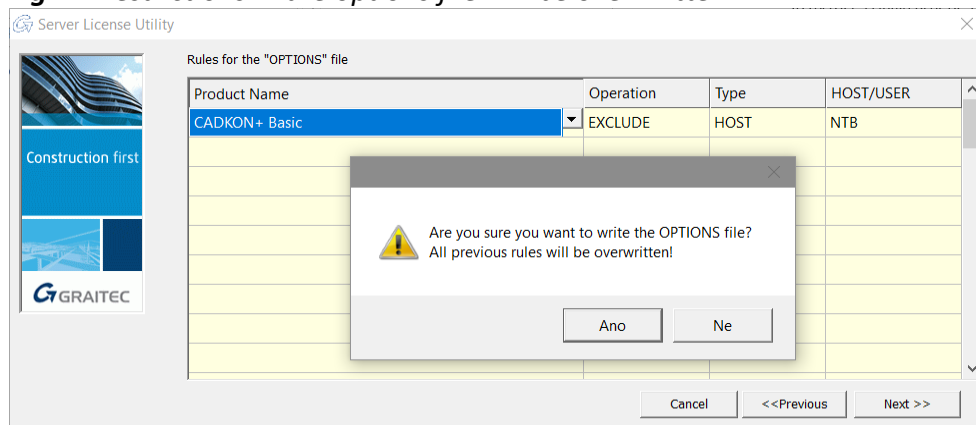 Server License Utility
Rules for the "OPTIONS" file
Product Name Operation Type HOST/USER
CADKON+ Basic EXCLUDE HOST NTB
Construction first
Are you sure you want to write the OPTIONS file?
All previous rules will be overwritten!
GRAITEC
Ano Ne
Cancel <<Previous Next >>